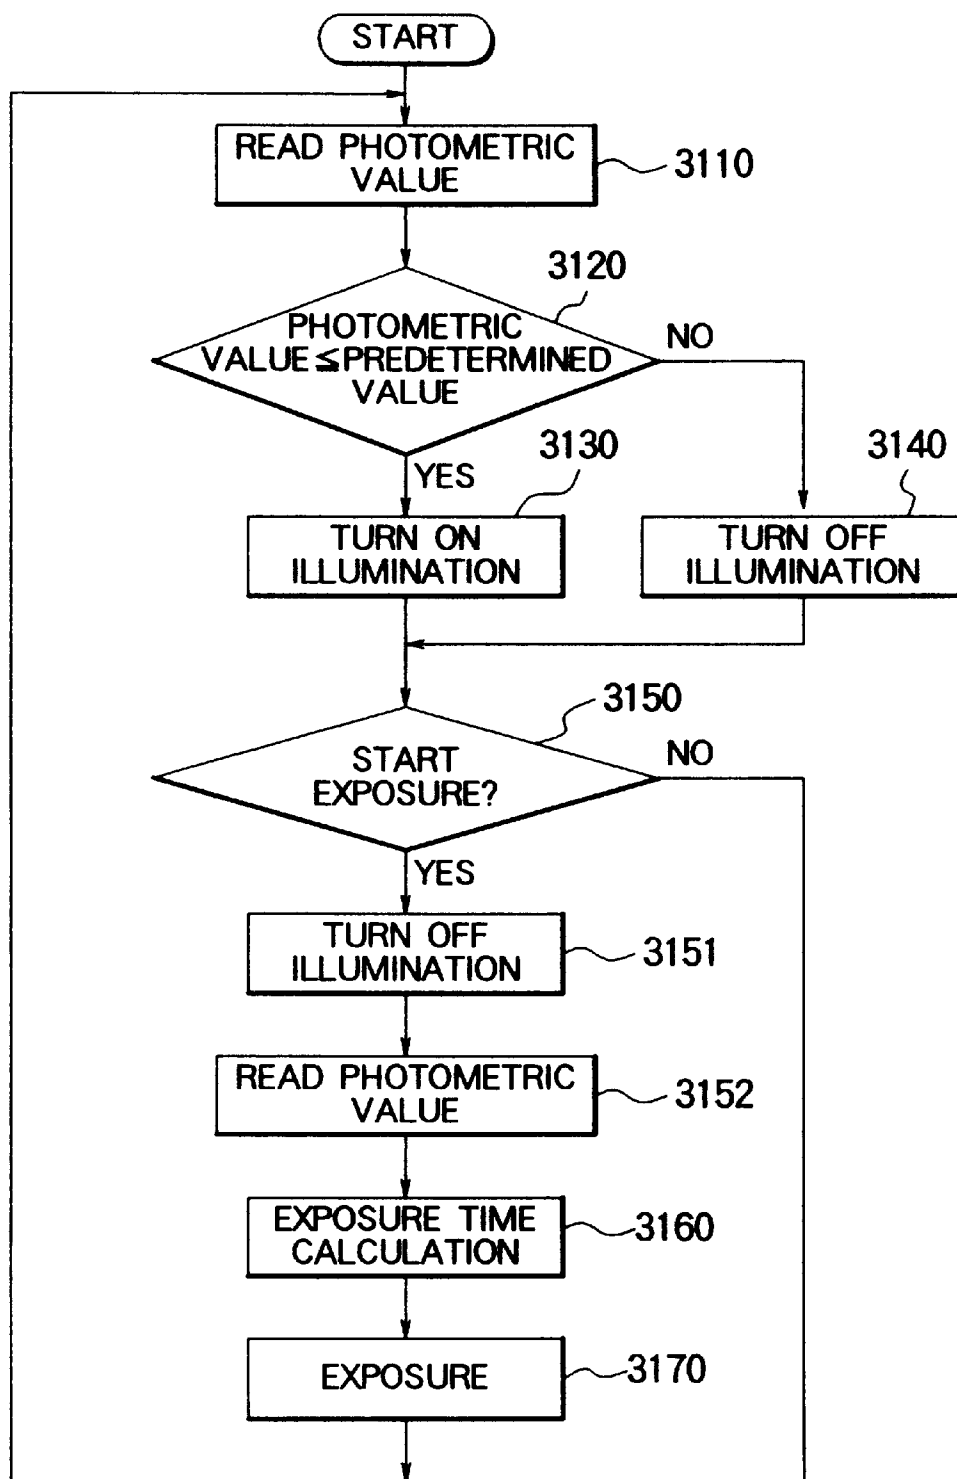 START
READ PHOTOMETRIC
VALUE
3110
3120
PHOTOMETRIC
VALUE≦PREDETERMINED
VALUE
NO
YES
3130
3140
TURN ON
ILLUMINATION
TURN OFF
ILLUMINATION
3150
START
EXPOSURE?
NO
YES
TURN OFF
ILLUMINATION
3151
READ PHOTOMETRIC
VALUE
3152
EXPOSURE TIME
CALCULATION
3160
EXPOSURE
3170